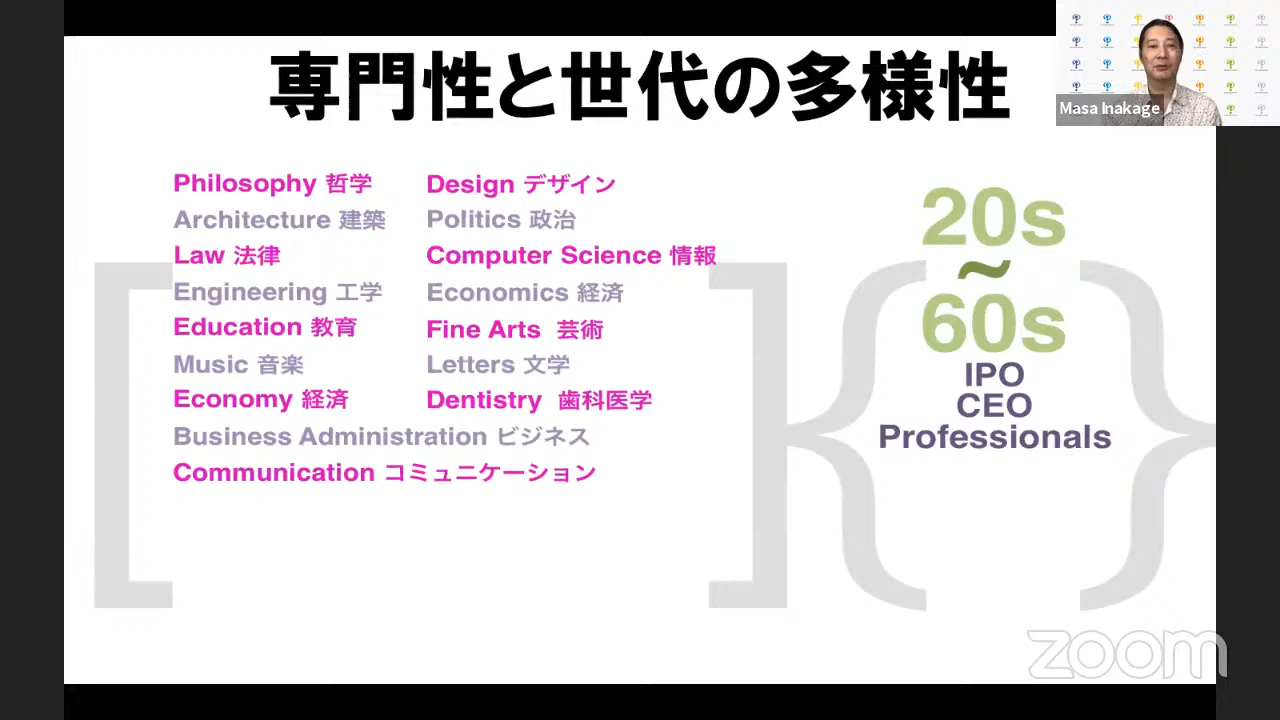 専門性と世代の多様性
Masa Inakage
Philosophy 哲学
Architecture 建築
Law 法律
Engineering 工学
Education 教育
Music 音楽
Economy 経済
Business Administration ビジネス
Communication コミュニケーション
Design デザイン
Politics 政治
Computer Science 情報
Economics 経済
Fine Arts 芸術
Letters 文学
Dentistry 歯科医学
20s
~
60s
IPO
CEO
Professionals
zoom